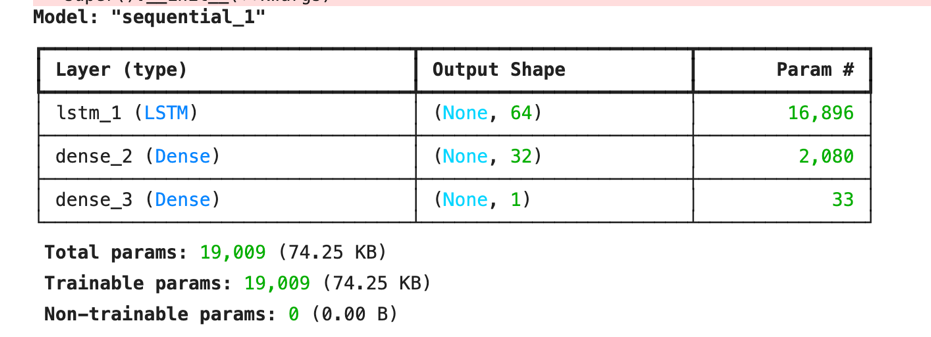 Model: "sequential_1"
Layer (type) Output Shape Param #
lstm_1 (LSTM) (None, 64) 16,896
dense_2 (Dense) (None, 32) 2,080
dense_3 (Dense) (None, 1) 33
Total params: 19,009 (74.25 KB)
Trainable params: 19,009 (74.25 KB)
Non-trainable params: 0 (0.00 B)